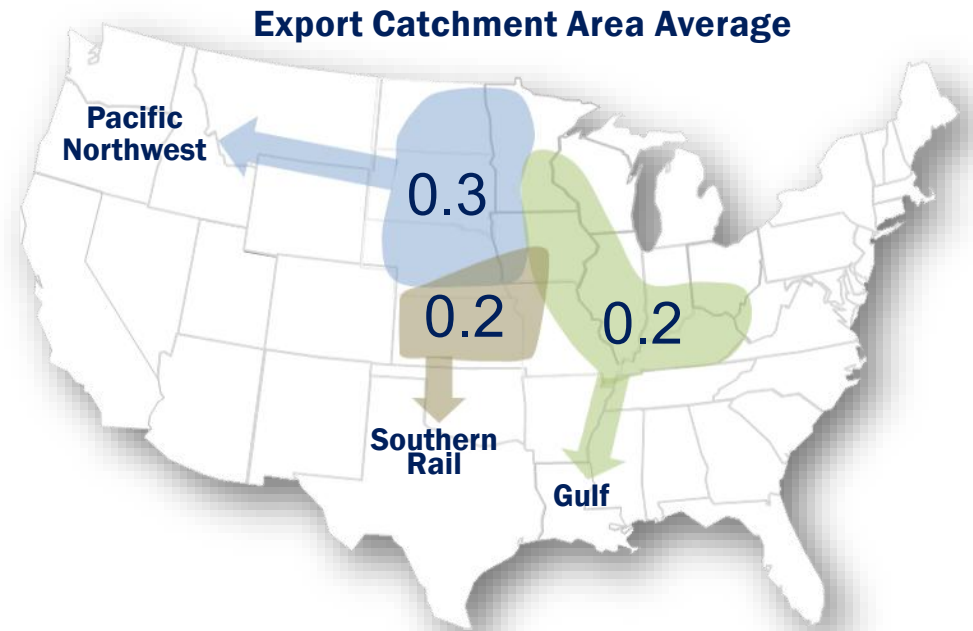 Export Catchment Area Average
Pacific
Northwest
0.3
0.2
0.2
Southern
Rail
Gulf